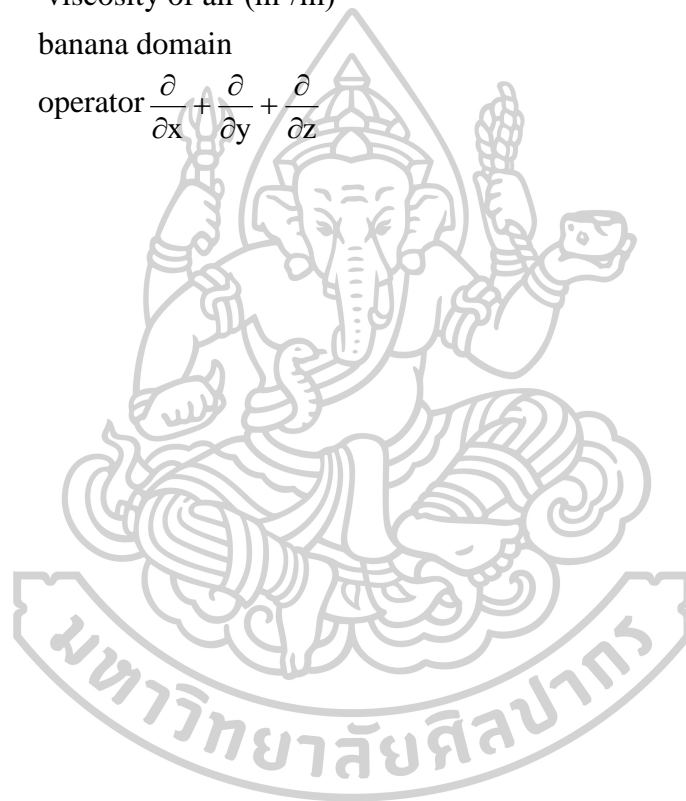 viscosity of air (m²/m)
banana domain
operator ∂/∂x + ∂/∂y + ∂/∂z
มหาวิทยาลัยศิลปากร